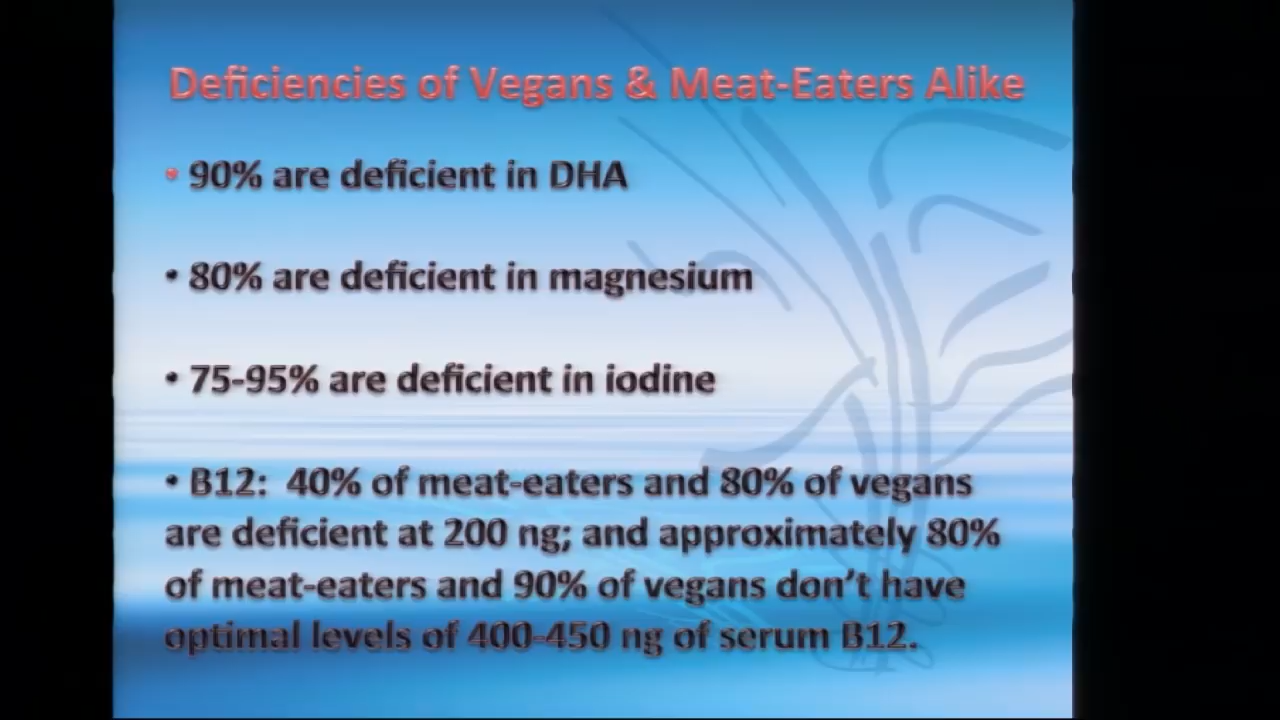 Deficiencies of Vegans & Meat-Eaters Alike
• 90% are deficient in DHA
• 80% are deficient in magnesium
• 75-95% are deficient in iodine
• B12:  40% of meat-eaters and 80% of vegans
are deficient at 200 ng; and approximately 80%
of meat-eaters and 90% of vegans don’t have
optimal levels of 400-450 ng of serum B12.